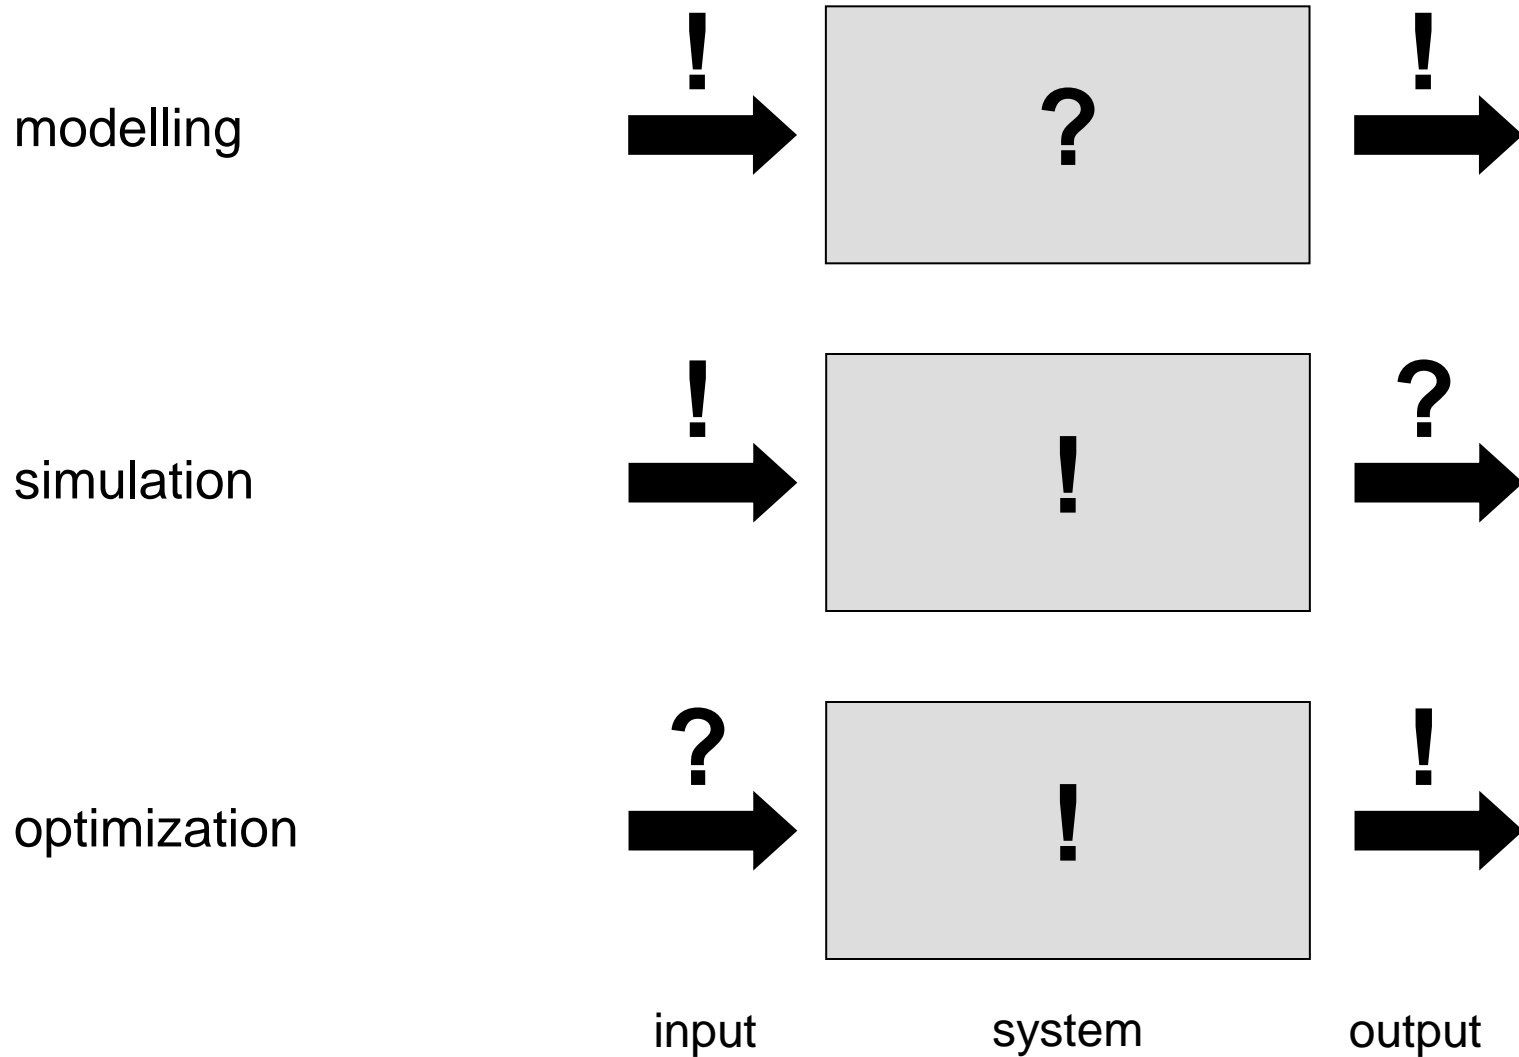 ! !
modelling ?
! ?
simulation !
? !
optimization !
input system output